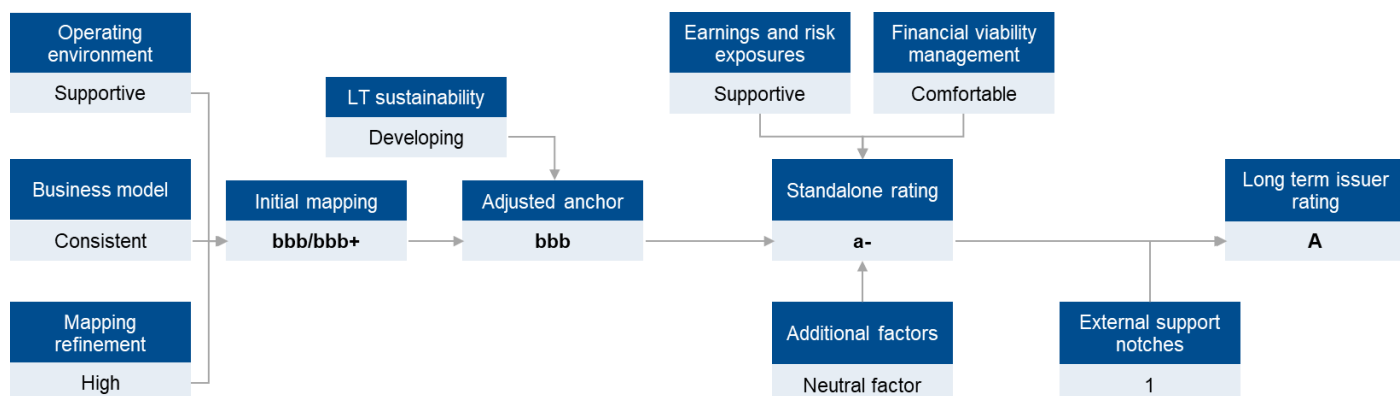 Operating
environment
Supportive
Business model
Consistent
Mapping
refinement
High
Initial mapping
bbb/bbb+
LT sustainability
Developing
Adjusted anchor
bbb
Earnings and risk
exposures
Supportive
Financial viability
management
Comfortable
Standalone rating
a-
Additional factors
Neutral factor
External support
notches
1
Long term issuer
rating
A